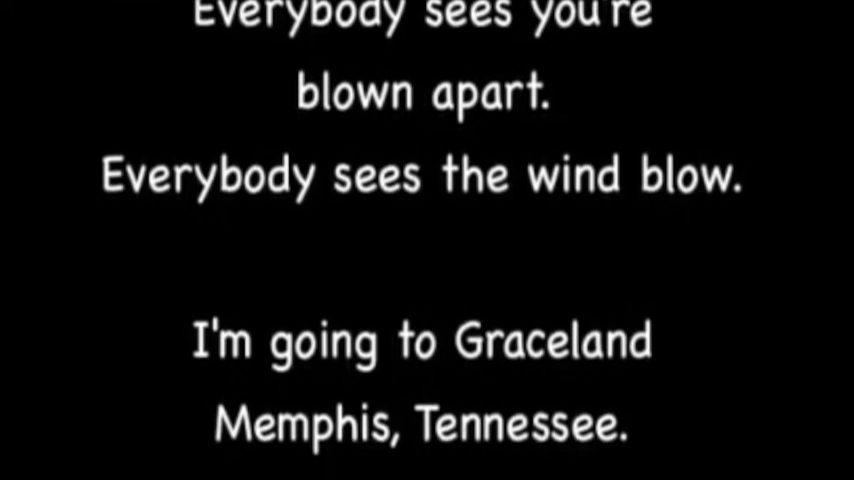 Everybody sees you're
blown apart.
Everybody sees the wind blow.
I'm going to Graceland
Memphis, Tennessee.